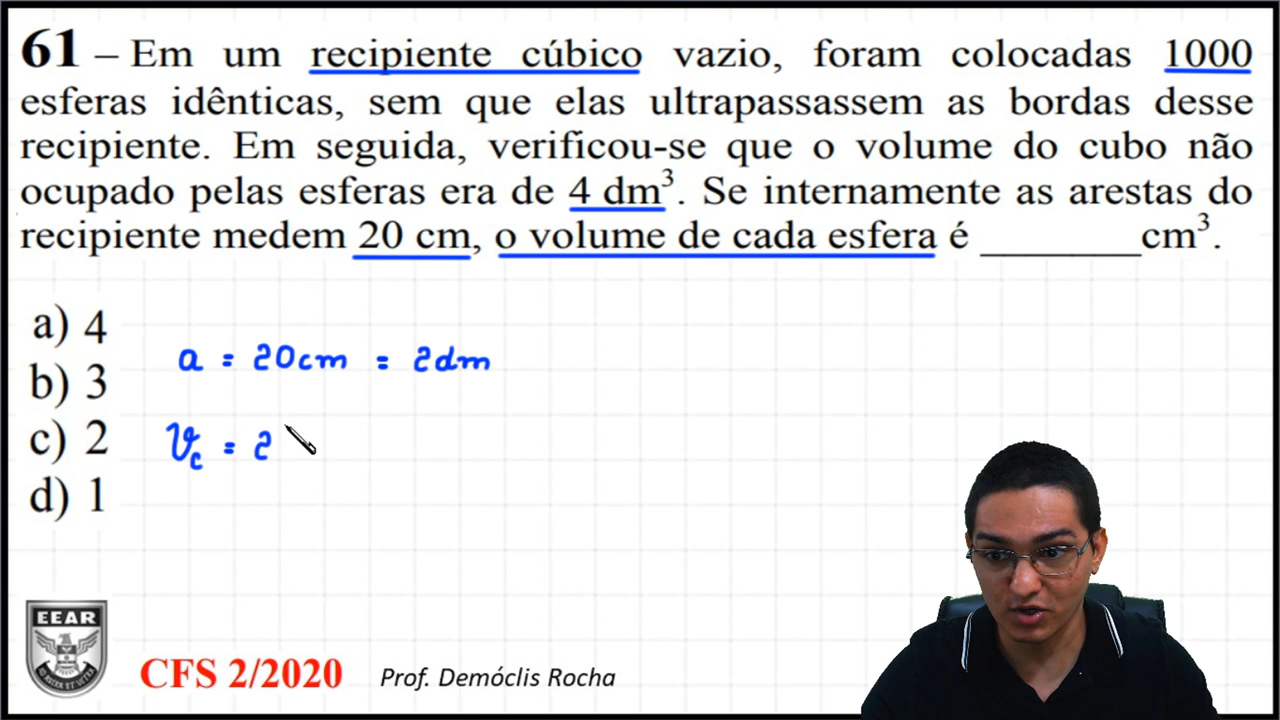 61 – Em um recipiente cúbico vazio, foram colocadas 1000
esferas idênticas, sem que elas ultrapassassem as bordas desse
recipiente. Em seguida, verificou-se que o volume do cubo não
ocupado pelas esferas era de 4 dm³. Se internamente as arestas do
recipiente medem 20 cm, o volume de cada esfera é ________cm³.
a) 4
b) 3
c) 2
d) 1
a = 20cm = 2dm
V_c = 2
EEAR
CFS 2/2020
Prof. Demóclis Rocha